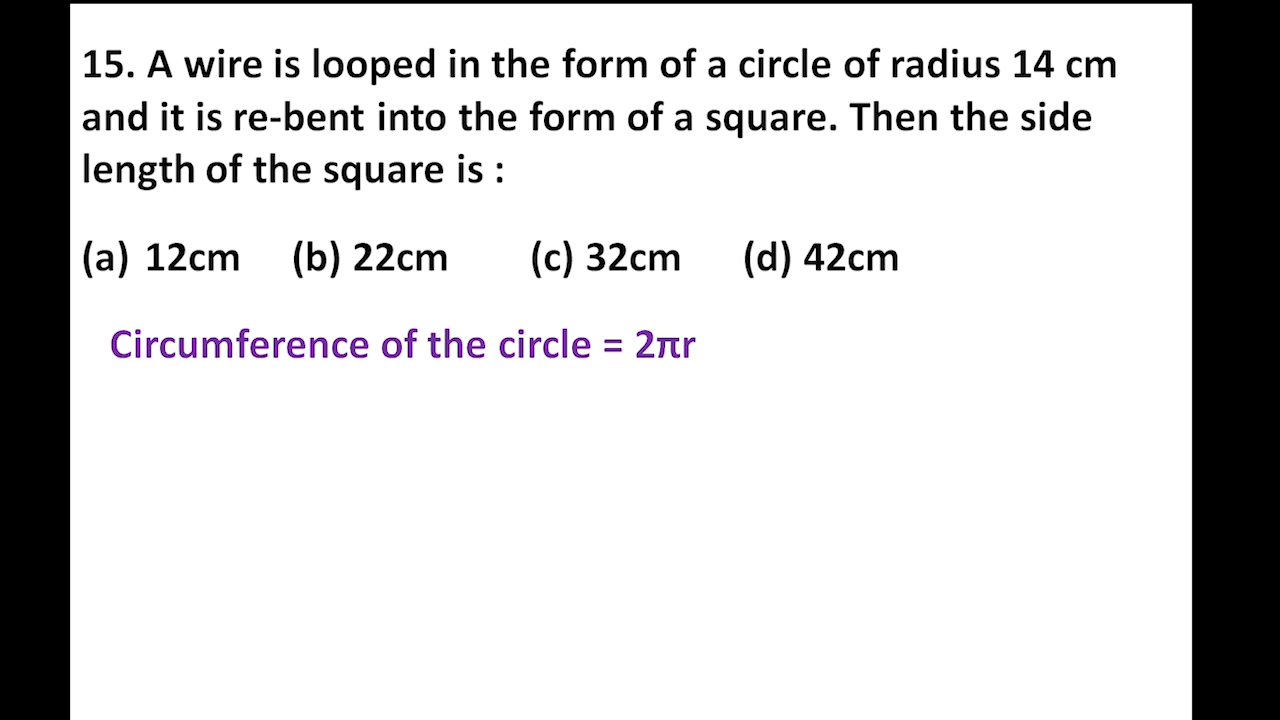 15. A wire is looped in the form of a circle of radius 14 cm
and it is re-bent into the form of a square. Then the side
length of the square is :
(a) 12cm (b) 22cm (c) 32cm (d) 42cm
Circumference of the circle = 2πr